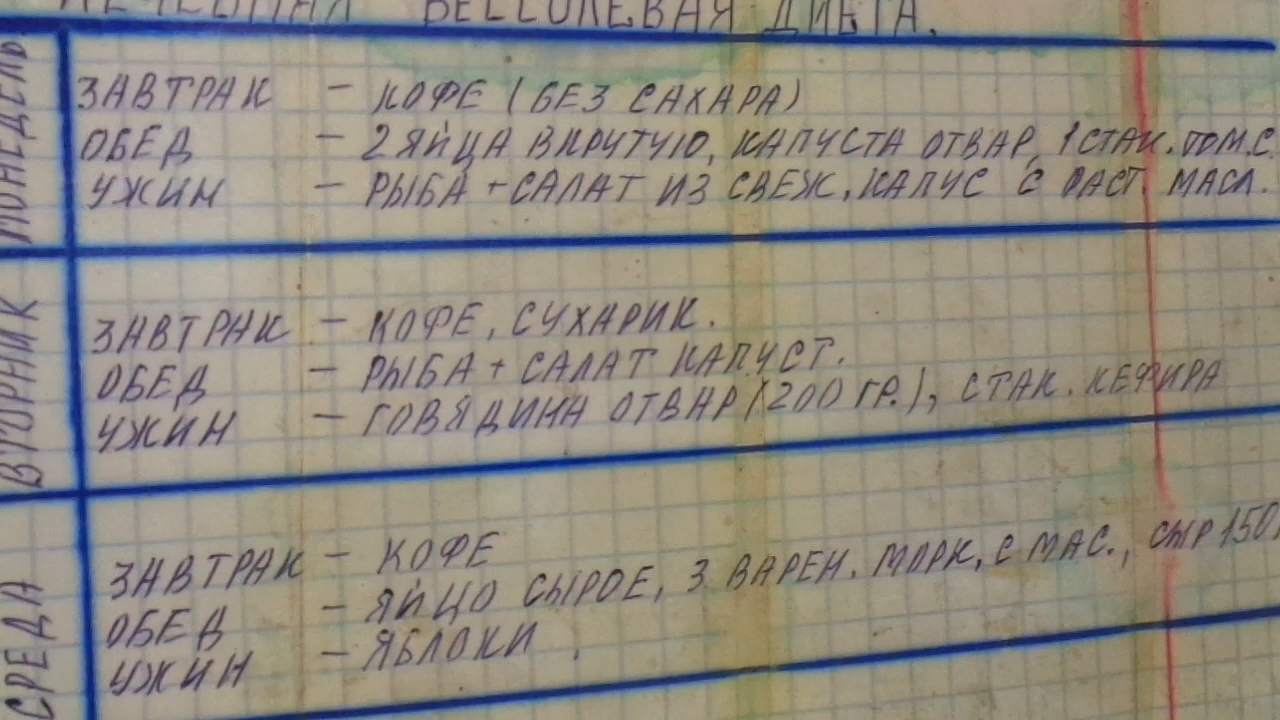 БЕССОЛЕВАЯ ДИЕТА.
ПОНЕДЕЛЬ
ЗАВТРАК – КОФЕ (БЕЗ САХАРА)
ОБЕД – 2 ЯЙЦА ВКРУТУЮ, КАПУСТА ОТВАР, 1 СТАК. ТОМ.С.
УЖИН – РЫБА + САЛАТ ИЗ СВЕЖ. КАПУС С РАСТ. МАСЛ.
ВТОРНИК
ЗАВТРАК – КОФЕ, СУХАРИК.
ОБЕД – РЫБА + САЛАТ КАПУСТ.
УЖИН – ГОВЯДИНА ОТВАР (200 ГР.), СТАК. КЕФИРА
СРЕДА
ЗАВТРАК – КОФЕ
ОБЕД – ЯЙЦО СЫРОЕ, 3 ВАРЕН. МОРК, С МАС., СЫР 150
УЖИН – ЯБЛОКИ.